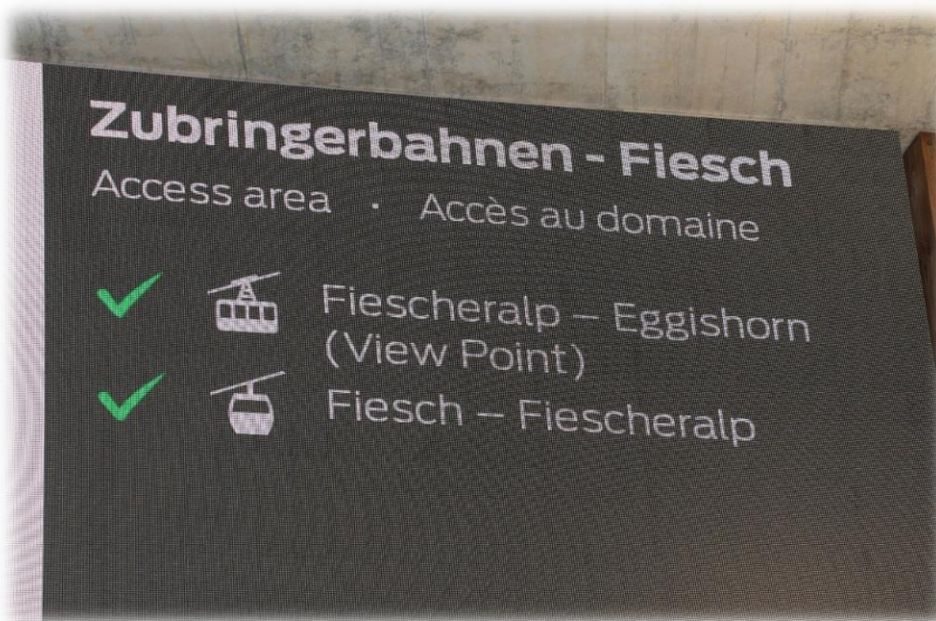 Zubringerbahnen - Fiesch
Access area · Accès au domaine
Fiescheralp – Eggishorn
(View Point)
Fiesch – Fiescheralp